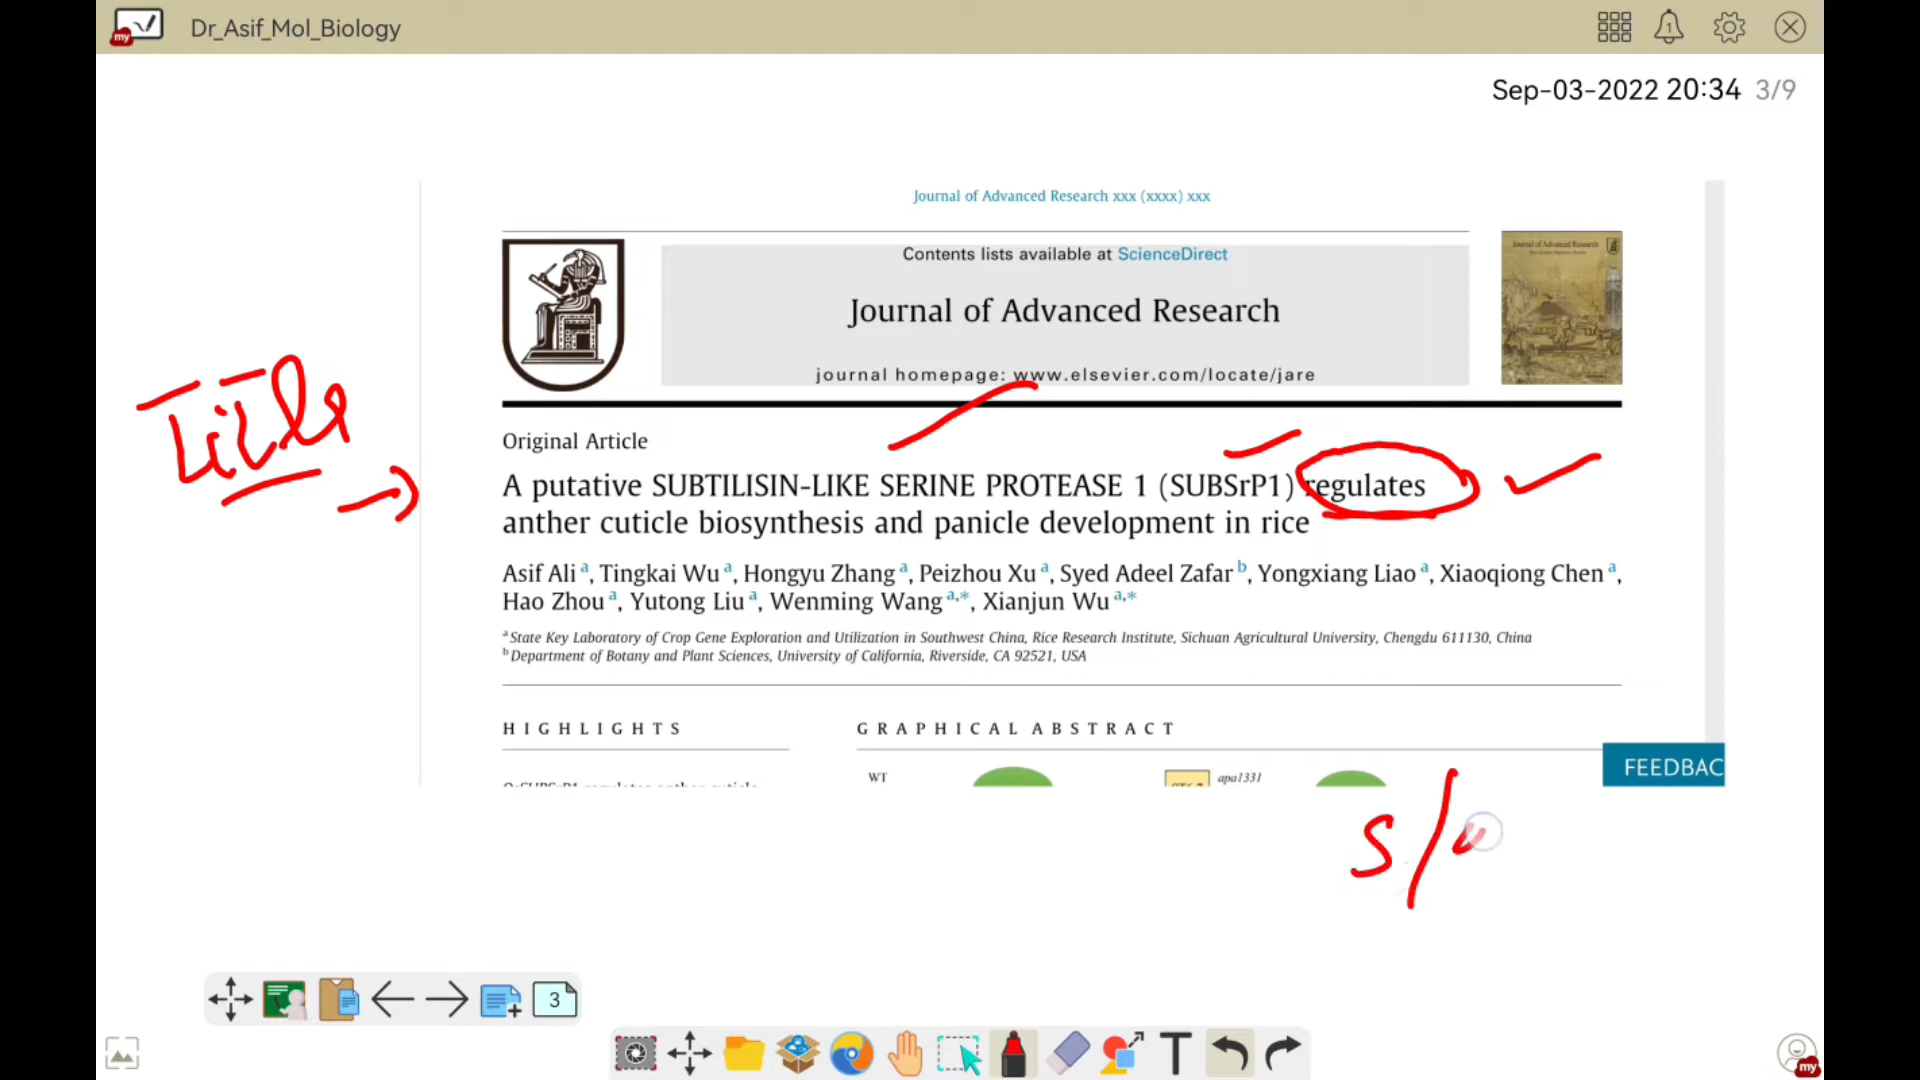 Dr_Asif_Mol_Biology
Sep-03-2022 20:34 3/9
Journal of Advanced Research xxx (xxxx) xxx
Contents lists available at ScienceDirect
Journal of Advanced Research
Journal of Advanced Research
journal homepage: www.elsevier.com/locate/jare
Title
Original Article
A putative SUBTILISIN-LIKE SERINE PROTEASE 1 (SUBSrP1) regulates
anther cuticle biosynthesis and panicle development in rice
Asif Ali a, Tingkai Wu a, Hongyu Zhang a, Peizhou Xu a, Syed Adeel Zafar b, Yongxiang Liao a, Xiaoqiong Chen a,
Hao Zhou a, Yutong Liu a, Wenming Wang a,*, Xianjun Wu a,*
a State Key Laboratory of Crop Gene Exploration and Utilization in Southwest China, Rice Research Institute, Sichuan Agricultural University, Chengdu 611130, China
b Department of Botany and Plant Sciences, University of California, Riverside, CA 92521, USA
HIGHLIGHTS
GRAPHICAL ABSTRACT
WT
apa1331
FEEDBAC
S/
3
my
my